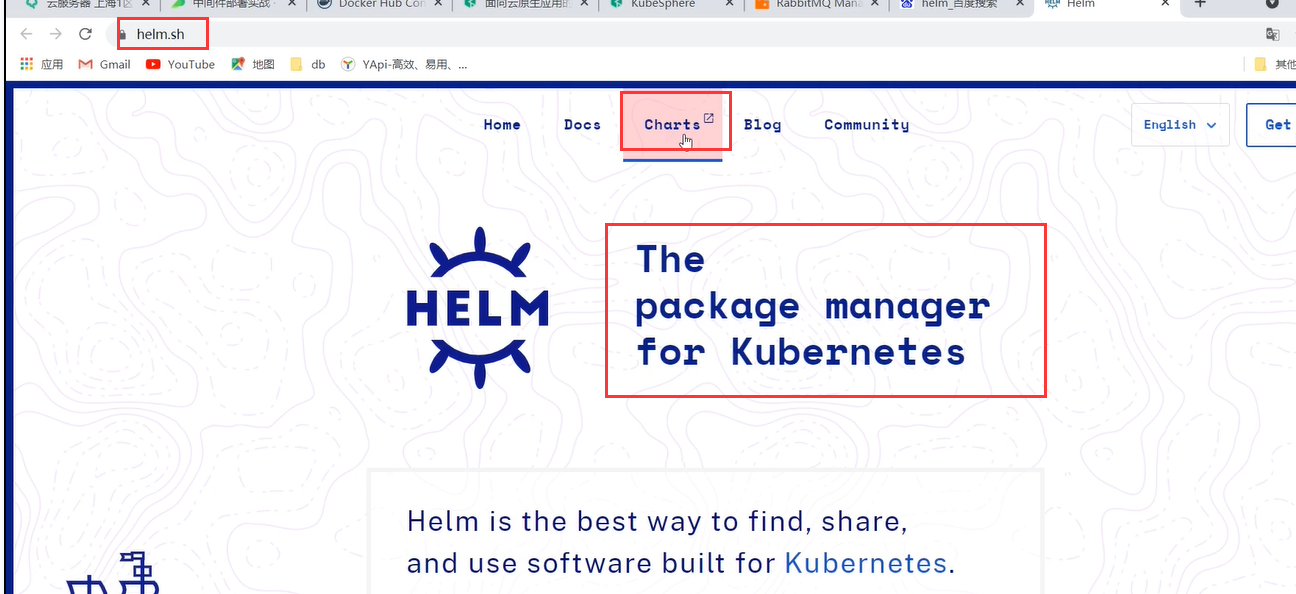 云服务器 上海1区
中间件部署实战
Docker Hub Con
面向云原生应用的
KubeSphere
RabbitMQ Mana
helm_百度搜索
Helm
helm.sh
应用
Gmail
YouTube
地图
db
YApi-高效、易用、...
其他
Home
Docs
Charts
Blog
Community
English
Get
HELM
The
package manager
for Kubernetes
Helm is the best way to find, share,
and use software built for Kubernetes.